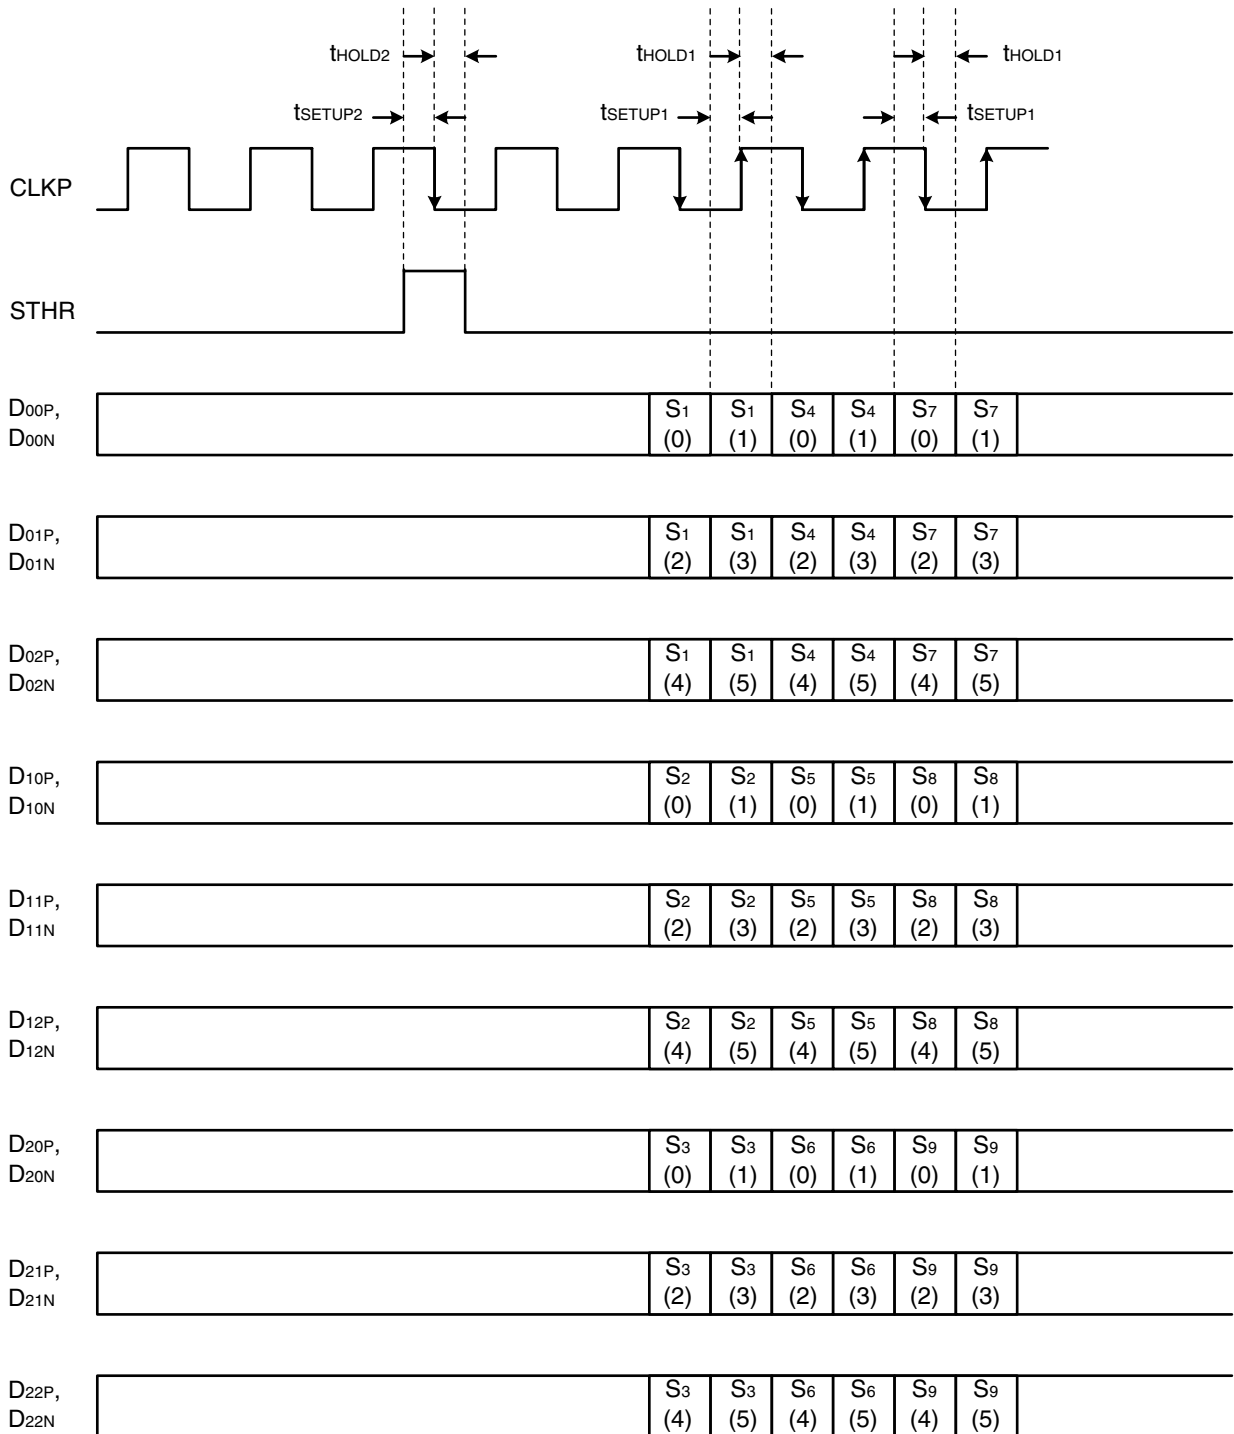 tHOLD2 tHOLD1 tHOLD1
tSETUP2 tSETUP1 tSETUP1
CLKP
STHR
D00P, S1 S1 S4 S4 S7 S7
D00N (0) (1) (0) (1) (0) (1)
D01P, S1 S1 S4 S4 S7 S7
D01N (2) (3) (2) (3) (2) (3)
D02P, S1 S1 S4 S4 S7 S7
D02N (4) (5) (4) (5) (4) (5)
D10P, S2 S2 S5 S5 S8 S8
D10N (0) (1) (0) (1) (0) (1)
D11P, S2 S2 S5 S5 S8 S8
D11N (2) (3) (2) (3) (2) (3)
D12P, S2 S2 S5 S5 S8 S8
D12N (4) (5) (4) (5) (4) (5)
D20P, S3 S3 S6 S6 S9 S9
D20N (0) (1) (0) (1) (0) (1)
D21P, S3 S3 S6 S6 S9 S9
D21N (2) (3) (2) (3) (2) (3)
D22P, S3 S3 S6 S6 S9 S9
D22N (4) (5) (4) (5) (4) (5)